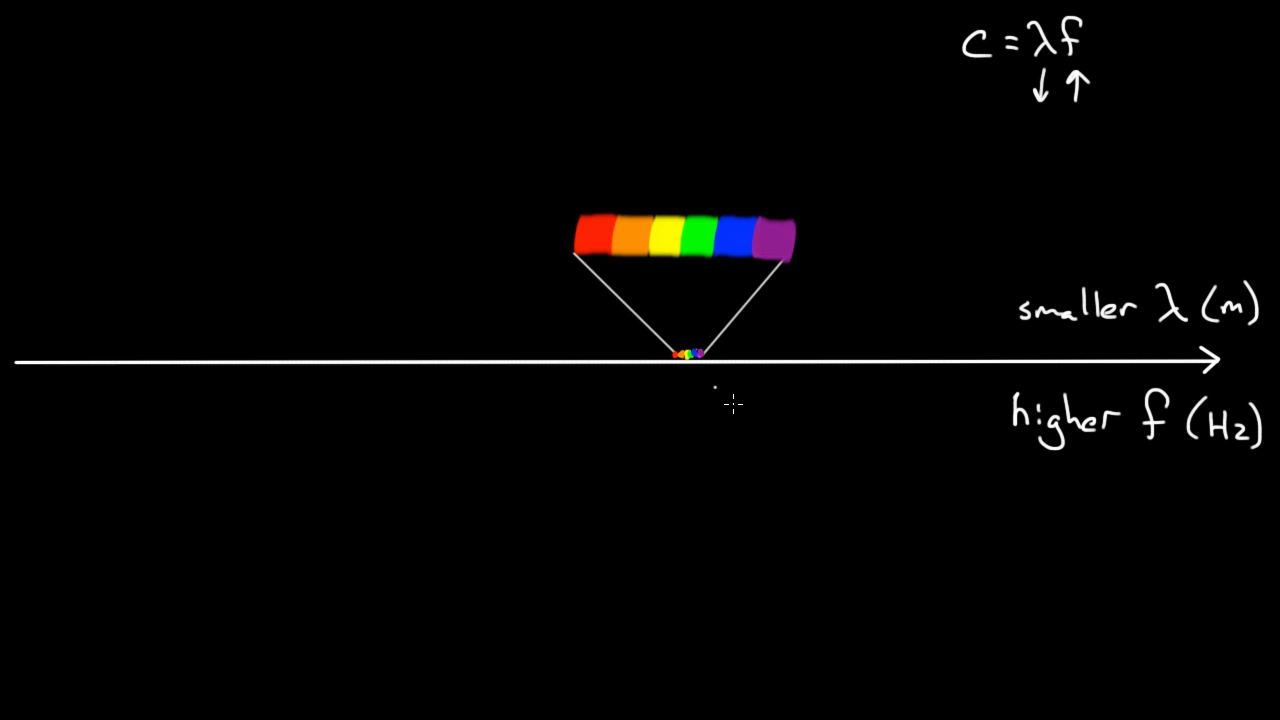 c = λf
↓ ↑
smaller λ (m)
higher f (Hz)